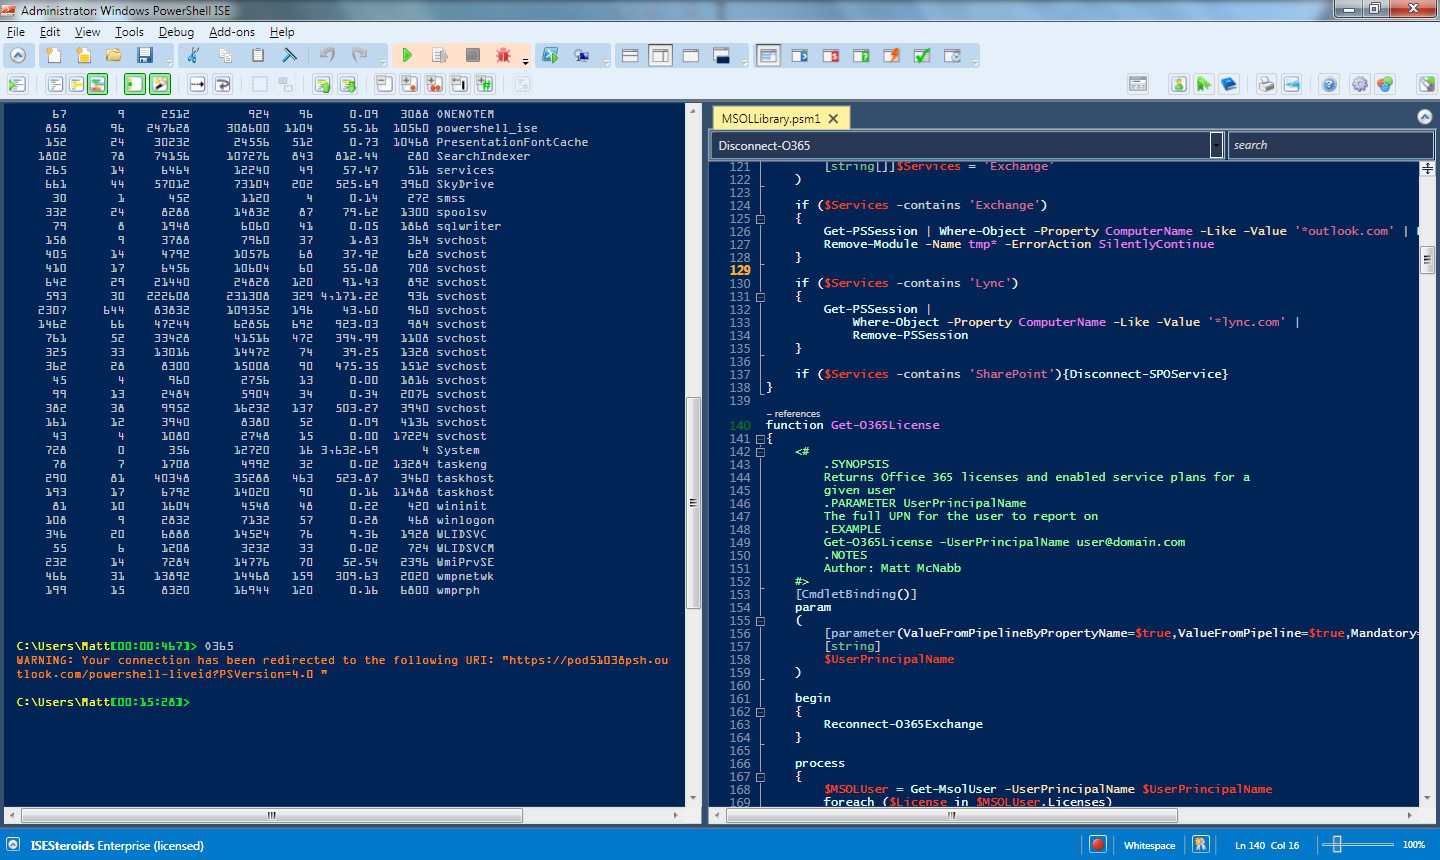 Administrator: Windows PowerShell ISE
File Edit View Tools Debug Add-ons Help
67 9 2512 924 96 0.09 3088 ONENOTEM
858 96 247628 308600 1104 55.16 10560 powershell_ise
152 24 30232 24556 512 0.73 10468 PresentationFontCache
1802 78 74156 107276 843 812.44 280 SearchIndexer
265 14 6464 12240 49 57.47 516 services
661 44 57012 73104 202 525.69 3960 SkyDrive
30 1 452 1120 4 0.14 272 smss
332 24 8288 14832 87 79.62 1300 spoolsv
79 8 1948 6060 41 0.05 1868 sqlwriter
158 9 3788 7960 37 1.83 364 svchost
405 14 4792 10576 68 37.92 628 svchost
410 17 6456 10604 60 55.08 708 svchost
642 29 21440 24828 120 91.43 892 svchost
593 30 222608 231308 329 4,171.22 936 svchost
2307 644 83832 109352 196 43.60 960 svchost
1462 66 47244 62856 692 923.03 984 svchost
761 52 33428 41516 472 394.99 1108 svchost
325 33 13016 14472 74 39.25 1328 svchost
362 28 8300 15008 90 475.35 1512 svchost
45 4 960 2756 13 0.00 1816 svchost
99 13 2484 5904 34 0.34 2076 svchost
382 38 9952 16232 137 503.27 3940 svchost
161 12 3940 8380 52 0.09 4136 svchost
43 4 1080 2748 15 0.00 17224 svchost
728 0 356 12720 16 3,632.69 4 System
78 7 1708 4992 32 0.02 13284 taskeng
290 81 40348 35288 463 523.87 3460 taskhost
193 17 6792 14020 90 0.16 11488 taskhost
81 10 1604 4548 48 0.22 420 wininit
108 9 2832 7132 57 0.28 468 winlogon
346 20 6888 14524 76 9.36 1928 WLIDSVC
55 6 1208 3232 33 0.02 724 WLIDSVCM
232 14 7284 14776 70 52.54 2396 WmiPrvSE
466 31 13892 14468 159 309.63 2020 wmpnetwk
199 15 8320 16944 120 0.16 6800 wmprph
C:\Users\Matt[00:00:467]> O365
WARNING: Your connection has been redirected to the following URI: "https://pod51038psh.ou
tlook.com/powershell-liveid?PSVersion=4.0 "
C:\Users\Matt[00:15:28]>
MSOLLibrary.psm1
Disconnect-O365
search
121 [string[]]$Services = 'Exchange'
122 )
123
124 if ($Services -contains 'Exchange')
125 {
126 Get-PSSession | Where-Object -Property ComputerName -Like -Value '*outlook.com' |
127 Remove-Module -Name tmp* -ErrorAction SilentlyContinue
128 }
129
130 if ($Services -contains 'Lync')
131 {
132 Get-PSSession |
133 Where-Object -Property ComputerName -Like -Value '*lync.com' |
134 Remove-PSSession
135 }
136
137 if ($Services -contains 'SharePoint'){Disconnect-SPOService}
138 }
139
– references
140 function Get-O365License
141 {
142 <#
143 .SYNOPSIS
144 Returns Office 365 licenses and enabled service plans for a
145 given user
146 .PARAMETER UserPrincipalName
147 The full UPN for the user to report on
148 .EXAMPLE
149 Get-O365License -UserPrincipalName user@domain.com
150 .NOTES
151 Author: Matt McNabb
152 #>
153 [CmdletBinding()]
154 param
155 (
156 [parameter(ValueFromPipelineByPropertyName=$true,ValueFromPipeline=$true,Mandatory=
157 [string]
158 $UserPrincipalName
159 )
160
161 begin
162 {
163 Reconnect-O365Exchange
164 }
165
166 process
167 {
168 $MSOLUser = Get-MsolUser -UserPrincipalName $UserPrincipalName
169 foreach ($License in $MSOLUser.Licenses)
ISESteroids Enterprise (licensed)
Whitespace
Ln 140 Col 16
100%